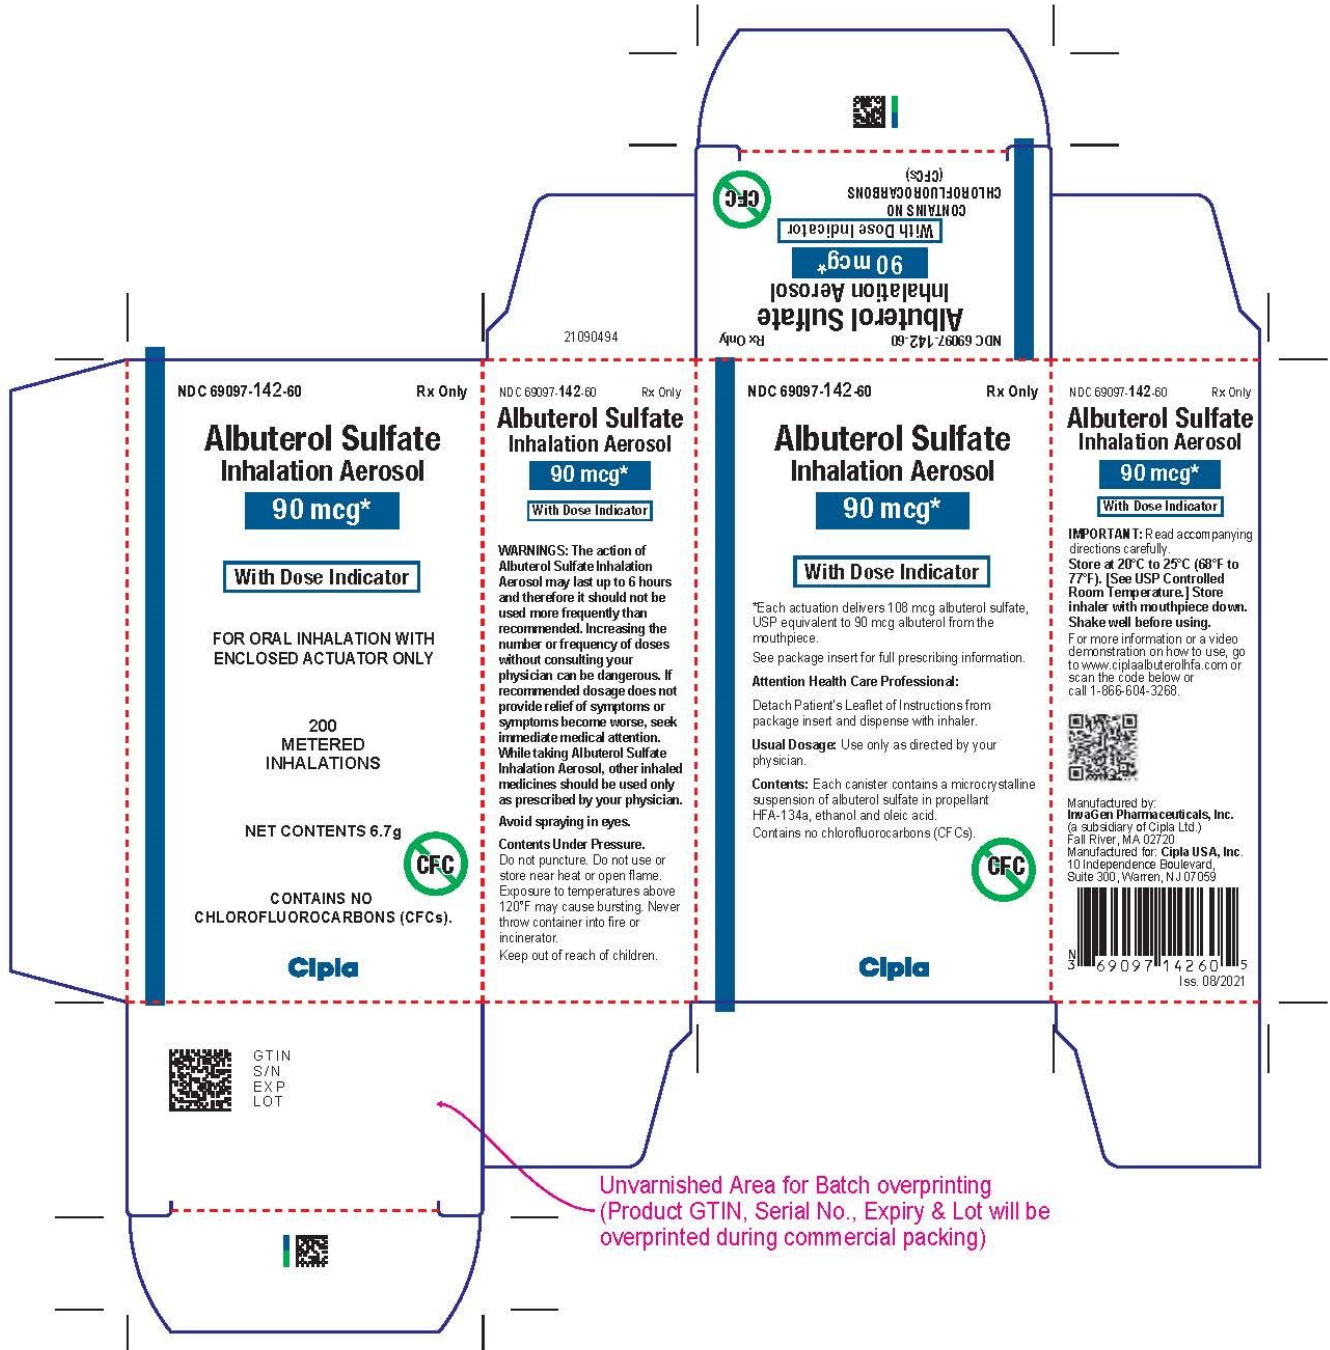 CONTAINS NO
CHLOROFLUOROCARBONS
(CFCs)
CFC
With Dose Indicator
90 mcg*
Inhalation Aerosol
Albuterol Sulfate
NDC 69097-142-60 Rx Only
21090494
NDC 69097-142-60 Rx Only
Albuterol Sulfate
Inhalation Aerosol
90 mcg*
With Dose Indicator
FOR ORAL INHALATION WITH
ENCLOSED ACTUATOR ONLY
200
METERED
INHALATIONS
NET CONTENTS 6.7g
CFC
CONTAINS NO
CHLOROFLUOROCARBONS (CFCs).
Cipla
NDC 69097-142-60 Rx Only
Albuterol Sulfate
Inhalation Aerosol
90 mcg*
With Dose Indicator
WARNINGS: The action of
Albuterol Sulfate Inhalation
Aerosol may last up to 6 hours
and therefore it should not be
used more frequently than
recommended. Increasing the
number or frequency of doses
without consulting your
physician can be dangerous. If
recommended dosage does not
provide relief of symptoms or
symptoms become worse, seek
immediate medical attention.
While taking Albuterol Sulfate
Inhalation Aerosol, other inhaled
medicines should be used only
as prescribed by your physician.
Avoid spraying in eyes.
Contents Under Pressure.
Do not puncture. Do not use or
store near heat or open flame.
Exposure to temperatures above
120°F may cause bursting. Never
throw container into fire or
incinerator.
Keep out of reach of children.
NDC 69097-142-60 Rx Only
Albuterol Sulfate
Inhalation Aerosol
90 mcg*
With Dose Indicator
*Each actuation delivers 108 mcg albuterol sulfate,
USP equivalent to 90 mcg albuterol from the
mouthpiece.
See package insert for full prescribing information.
Attention Health Care Professional:
Detach Patient's Leaflet of Instructions from
package insert and dispense with inhaler.
Usual Dosage: Use only as directed by your
physician.
Contents: Each canister contains a microcrystalline
suspension of albuterol sulfate in propellant
HFA-134a, ethanol and oleic acid.
Contains no chlorofluorocarbons (CFCs).
CFC
Cipla
NDC 69097-142-60 Rx Only
Albuterol Sulfate
Inhalation Aerosol
90 mcg*
With Dose Indicator
IMPORTANT: Read accompanying
directions carefully.
Store at 20°C to 25°C (68°F to
77°F). [See USP Controlled
Room Temperature.] Store
inhaler with mouthpiece down.
Shake well before using.
For more information or a video
demonstration on how to use, go
to www.ciplaalbuterolhfa.com or
scan the code below or
call 1-866-604-3268.
Manufactured by:
InvaGen Pharmaceuticals, Inc.
(a subsidiary of Cipla Ltd.)
Fall River, MA 02720
Manufactured for: Cipla USA, Inc.
10 Independence Boulevard,
Suite 300, Warren, NJ 07059
N
3 69097 14260 5
Iss. 08/2021
GTIN
S/N
EXP
LOT
Unvarnished Area for Batch overprinting
(Product GTIN, Serial No., Expiry & Lot will be
overprinted during commercial packing)